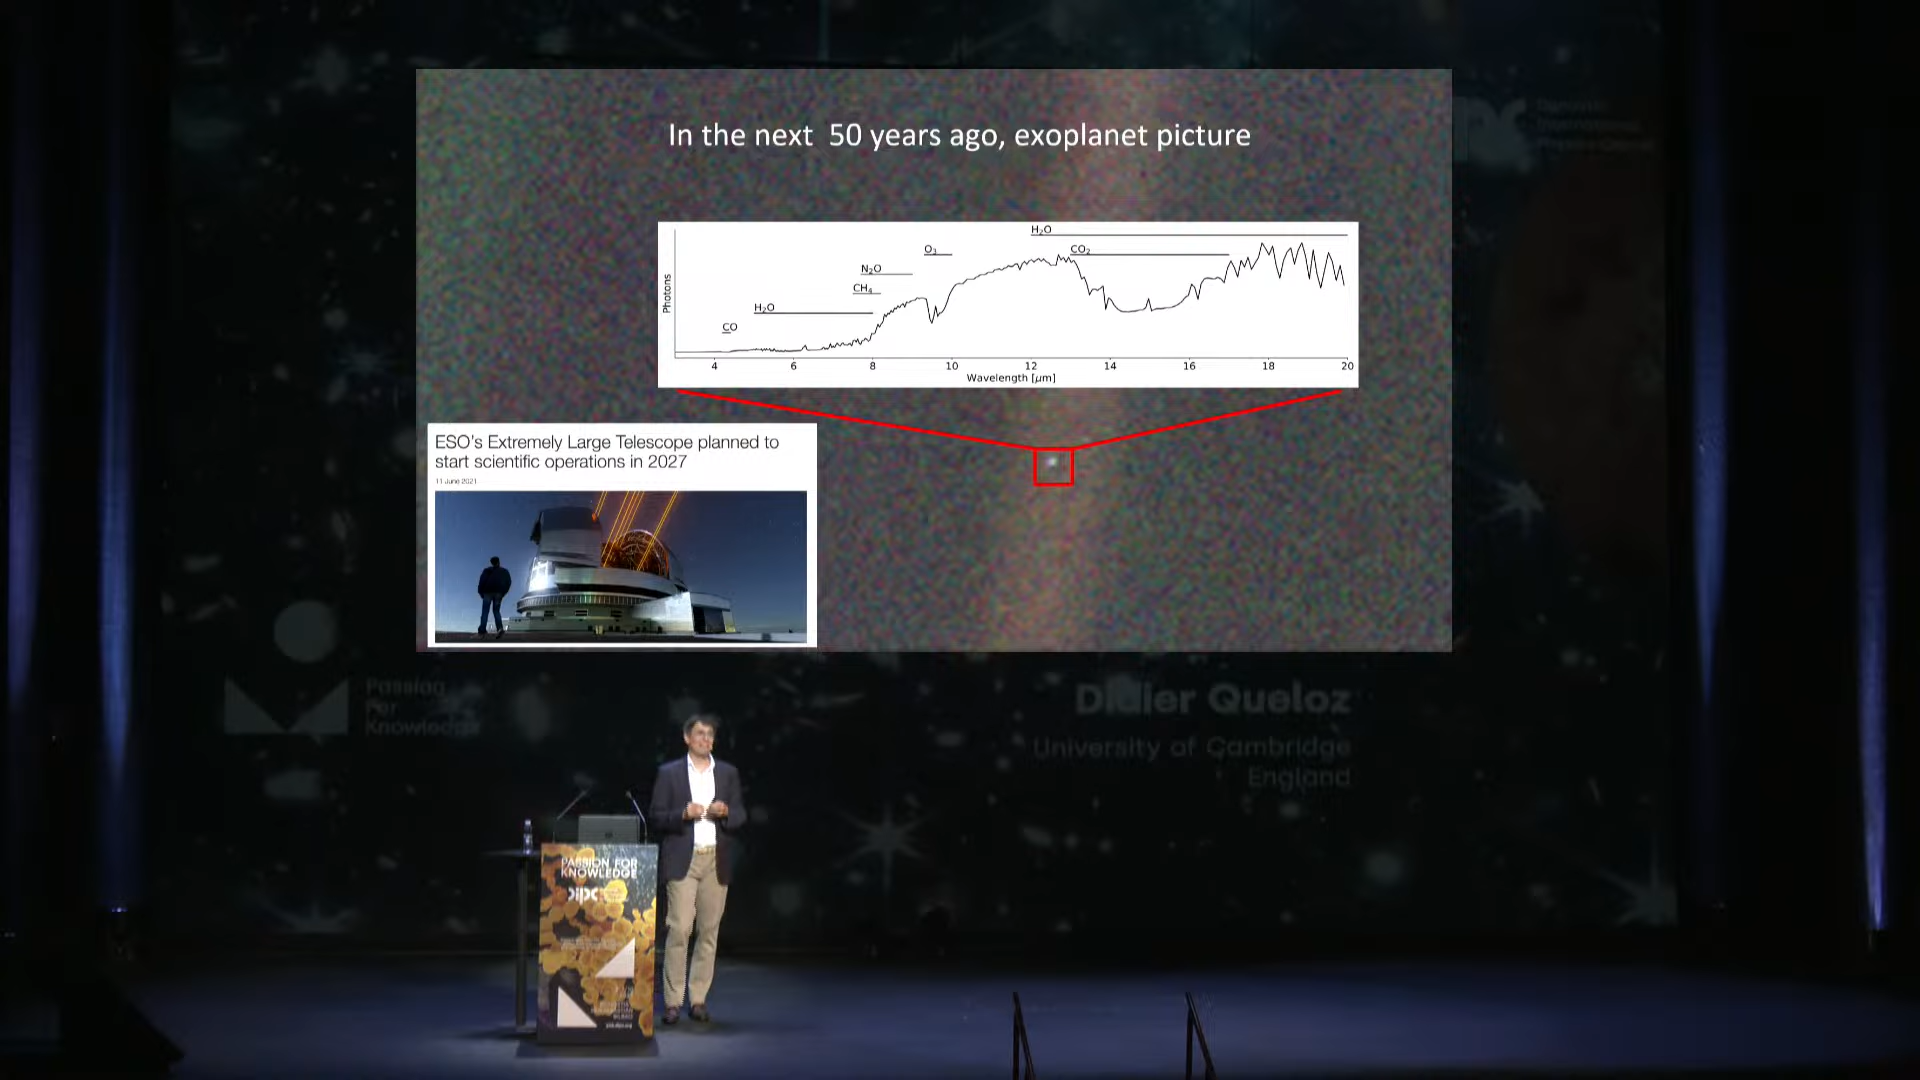 In the next  50 years ago, exoplanet picture
H₂O
O₃
CO₂
N₂O
CH₄
H₂O
CO
Photons
4 6 8 10 12 14 16 18 20
Wavelength [μm]
ESO's Extremely Large Telescope planned to
start scientific operations in 2027
11 June 2021
Passion
For
Knowledge
Didier Queloz
University of Cambridge
England
PASSION FOR
KNOWLEDGE
dipc